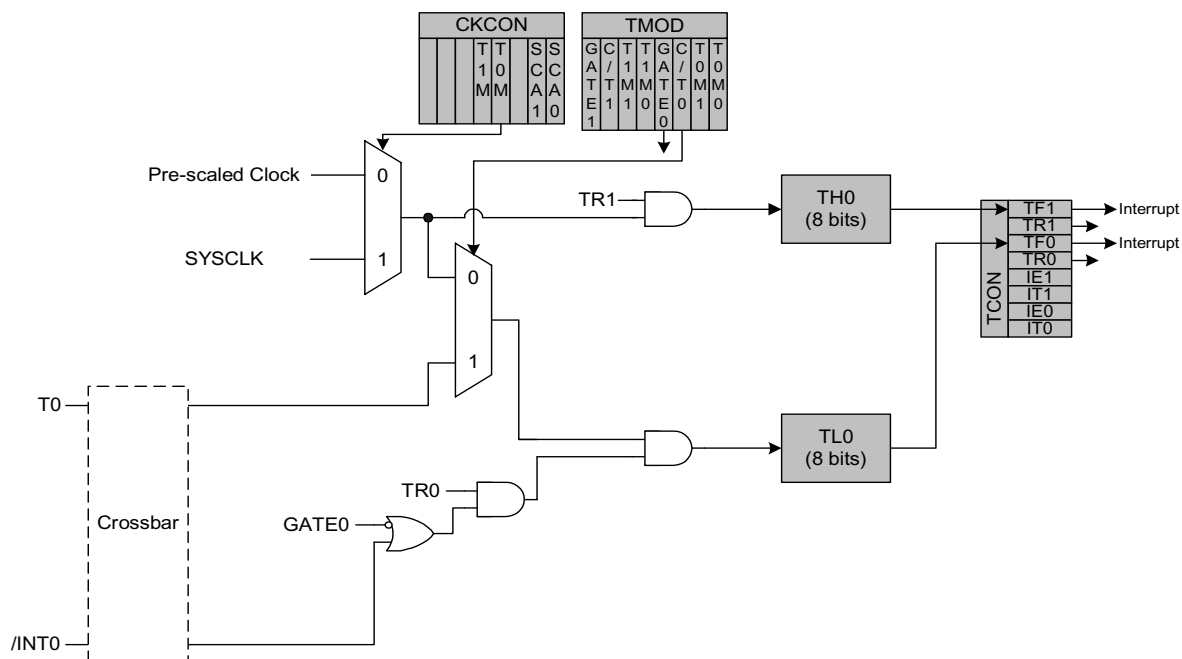 CKCON
T1M
T0M
SCA1
SCA0
TMOD
GATE1
C/T1
T1M1
T1M0
GATE0
C/T0
T0M1
T0M0
Pre-scaled Clock
0
SYSCLK
1
TR1
TH0
(8 bits)
0
1
TCON
TF1
TR1
TF0
TR0
IE1
IT1
IE0
IT0
Interrupt
Interrupt
T0
Crossbar
/INT0
TR0
GATE0
TL0
(8 bits)